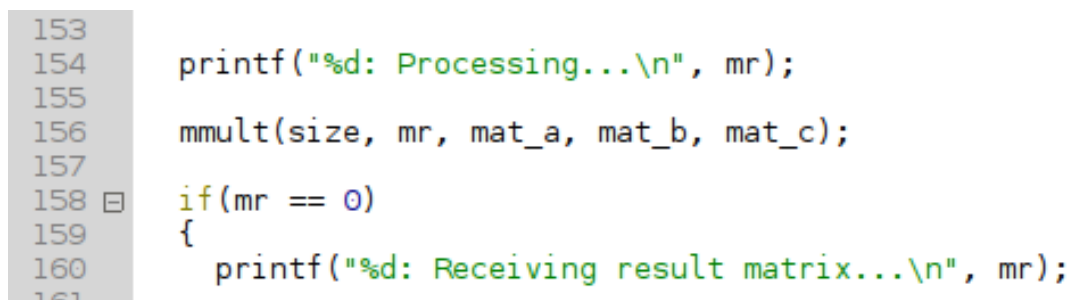 153
154 printf("%d: Processing...\n", mr);
155
156 mmult(size, mr, mat_a, mat_b, mat_c);
157
158 if(mr == 0)
159 {
160 printf("%d: Receiving result matrix...\n", mr);
161